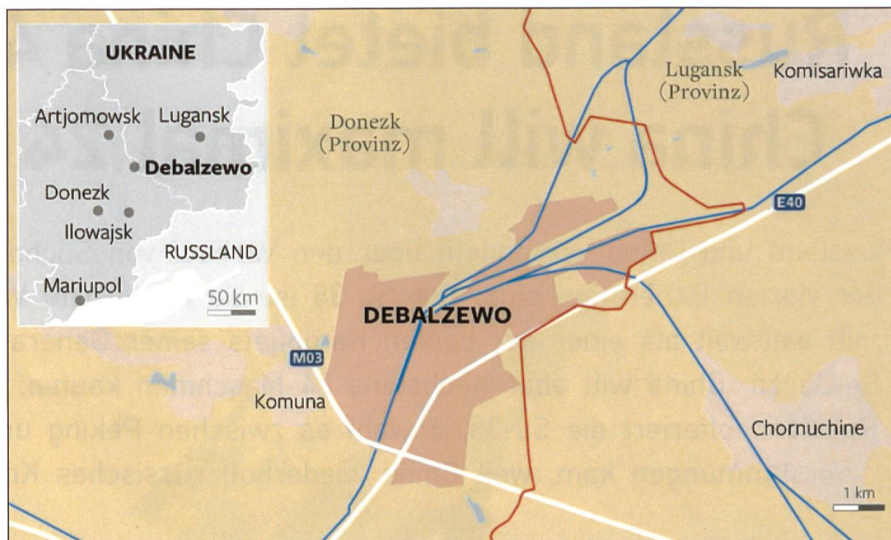 UKRAINE
Artjomowsk
Lugansk
Debalzewo
Donezk
Ilowajsk
RUSSLAND
Mariupol
50 km
Donezk
(Provinz)
Lugansk
(Provinz)
Komisariwka
E40
DEBALZEWO
M03
Komuna
Chornuchine
1 km